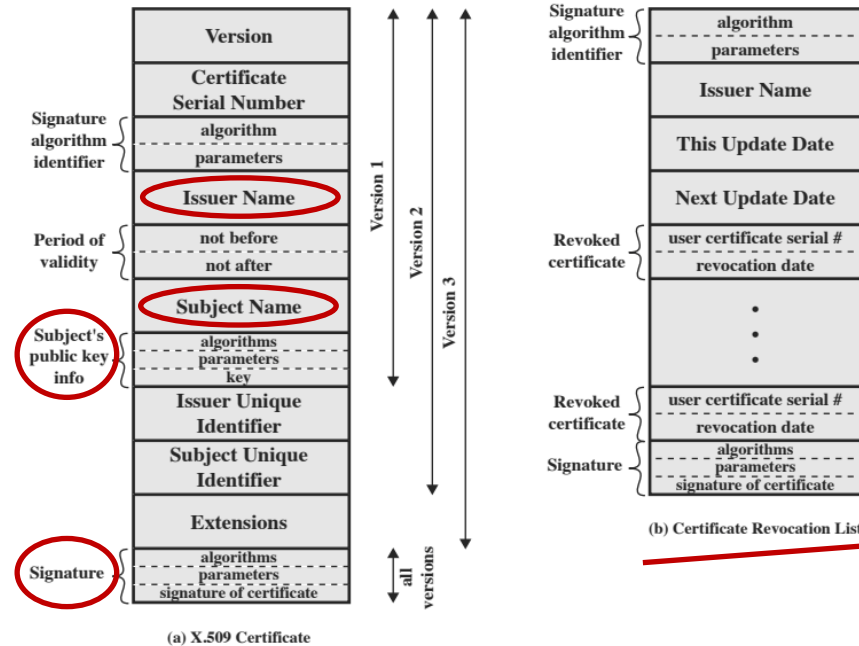 Version
Certificate
Serial Number
Signature
algorithm
identifier
algorithm
parameters
Issuer Name
Period of
validity
not before
not after
Subject Name
Subject's
public key
info
algorithms
parameters
key
Issuer Unique
Identifier
Subject Unique
Identifier
Extensions
Signature
algorithms
parameters
signature of certificate
Version 1
Version 2
Version 3
all
versions
(a) X.509 Certificate
Signature
algorithm
identifier
algorithm
parameters
Issuer Name
This Update Date
Next Update Date
Revoked
certificate
user certificate serial #
revocation date
Revoked
certificate
user certificate serial #
revocation date
Signature
algorithms
parameters
signature of certificate
(b) Certificate Revocation List